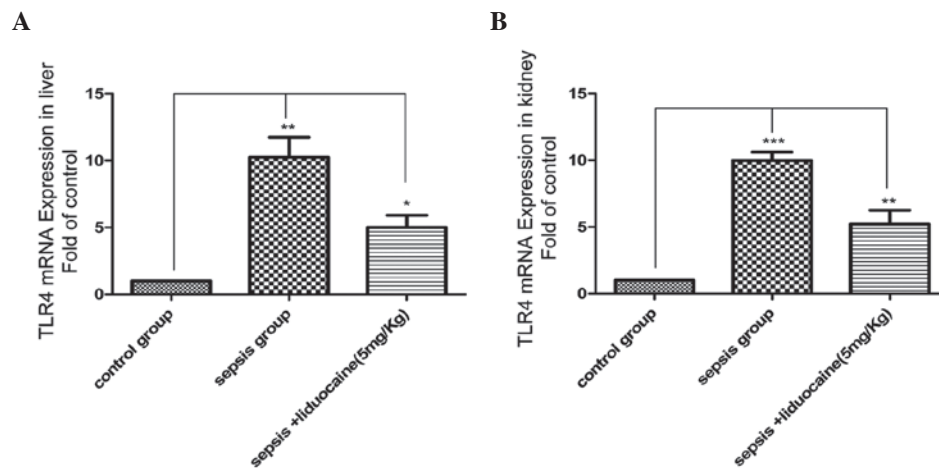 A
TLR4 mRNA Expression in liver
Fold of control
15
10
5
0
**
*
control group
sepsis group
sepsis +liduocaine(5mg/Kg)
B
TLR4 mRNA Expression in kidney
Fold of control
15
10
5
0
***
**
control group
sepsis group
sepsis +liduocaine(5mg/Kg)